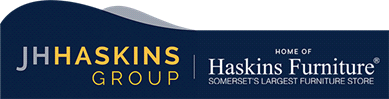 JHHASKINS
GROUP
HOME OF
Haskins Furniture®
SOMERSET'S LARGEST FURNITURE STORE